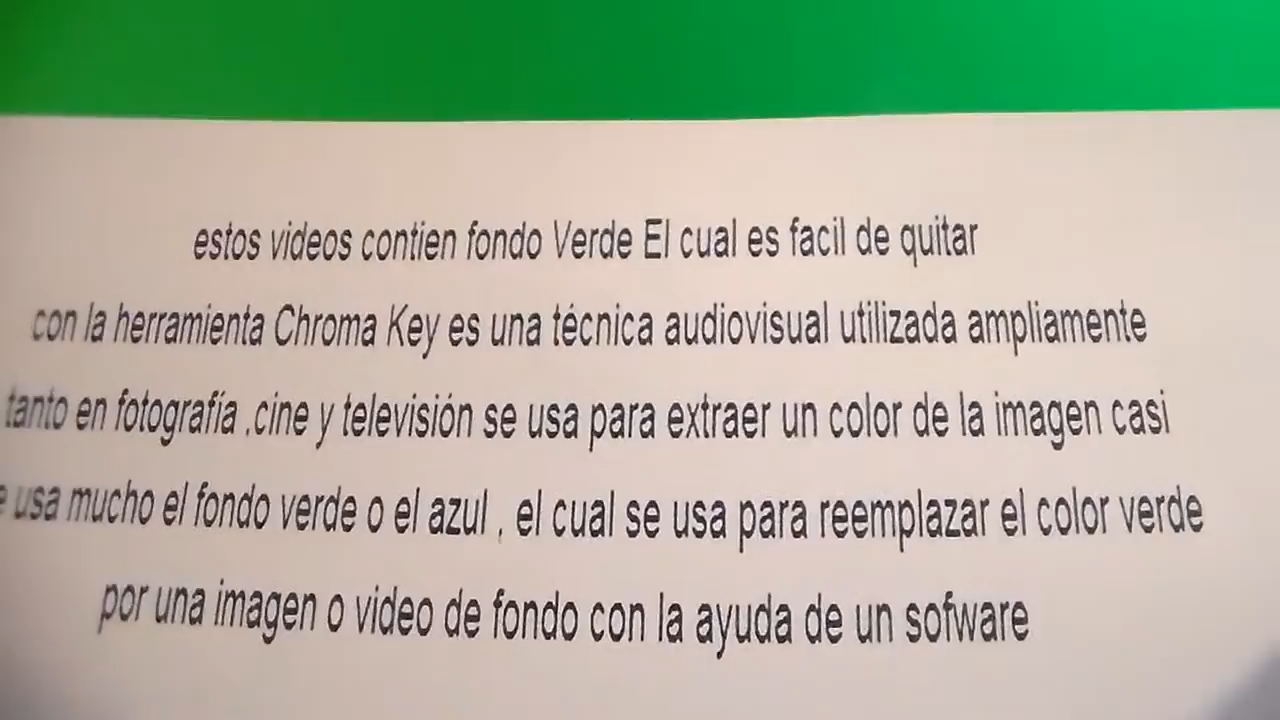 estos videos contien fondo Verde El cual es facil de quitar
con la herramienta Chroma Key es una técnica audiovisual utilizada ampliamente
tanto en fotografía .cine y televisión se usa para extraer un color de la imagen casi
usa mucho el fondo verde o el azul , el cual se usa para reemplazar el color verde
por una imagen o video de fondo con la ayuda de un sofware